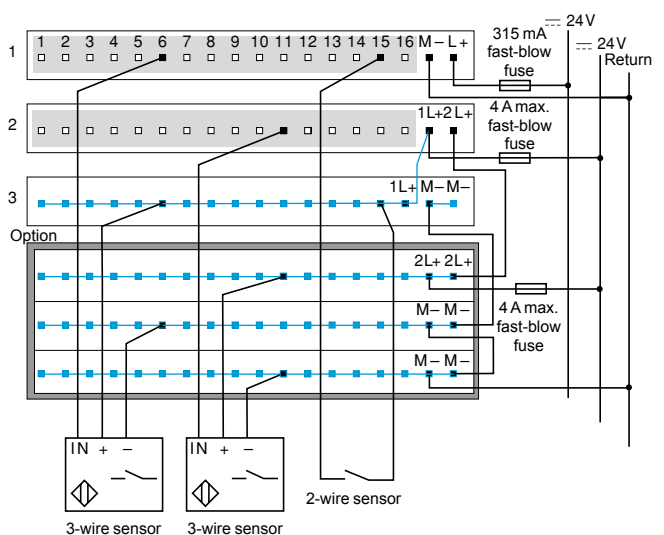 24V
24V
Return
1
1 2 3 4 5 6 7 8 9 10 11 12 13 14 15 16 M – L +
315 mA
fast-blow
fuse
2
1L+ 2L+
4 A max.
fast-blow
fuse
3
1L+ M– M–
Option
2L+ 2L+
M– M–
4 A max.
fast-blow
fuse
M– M–
IN + –
IN + –
2-wire sensor
3-wire sensor
3-wire sensor